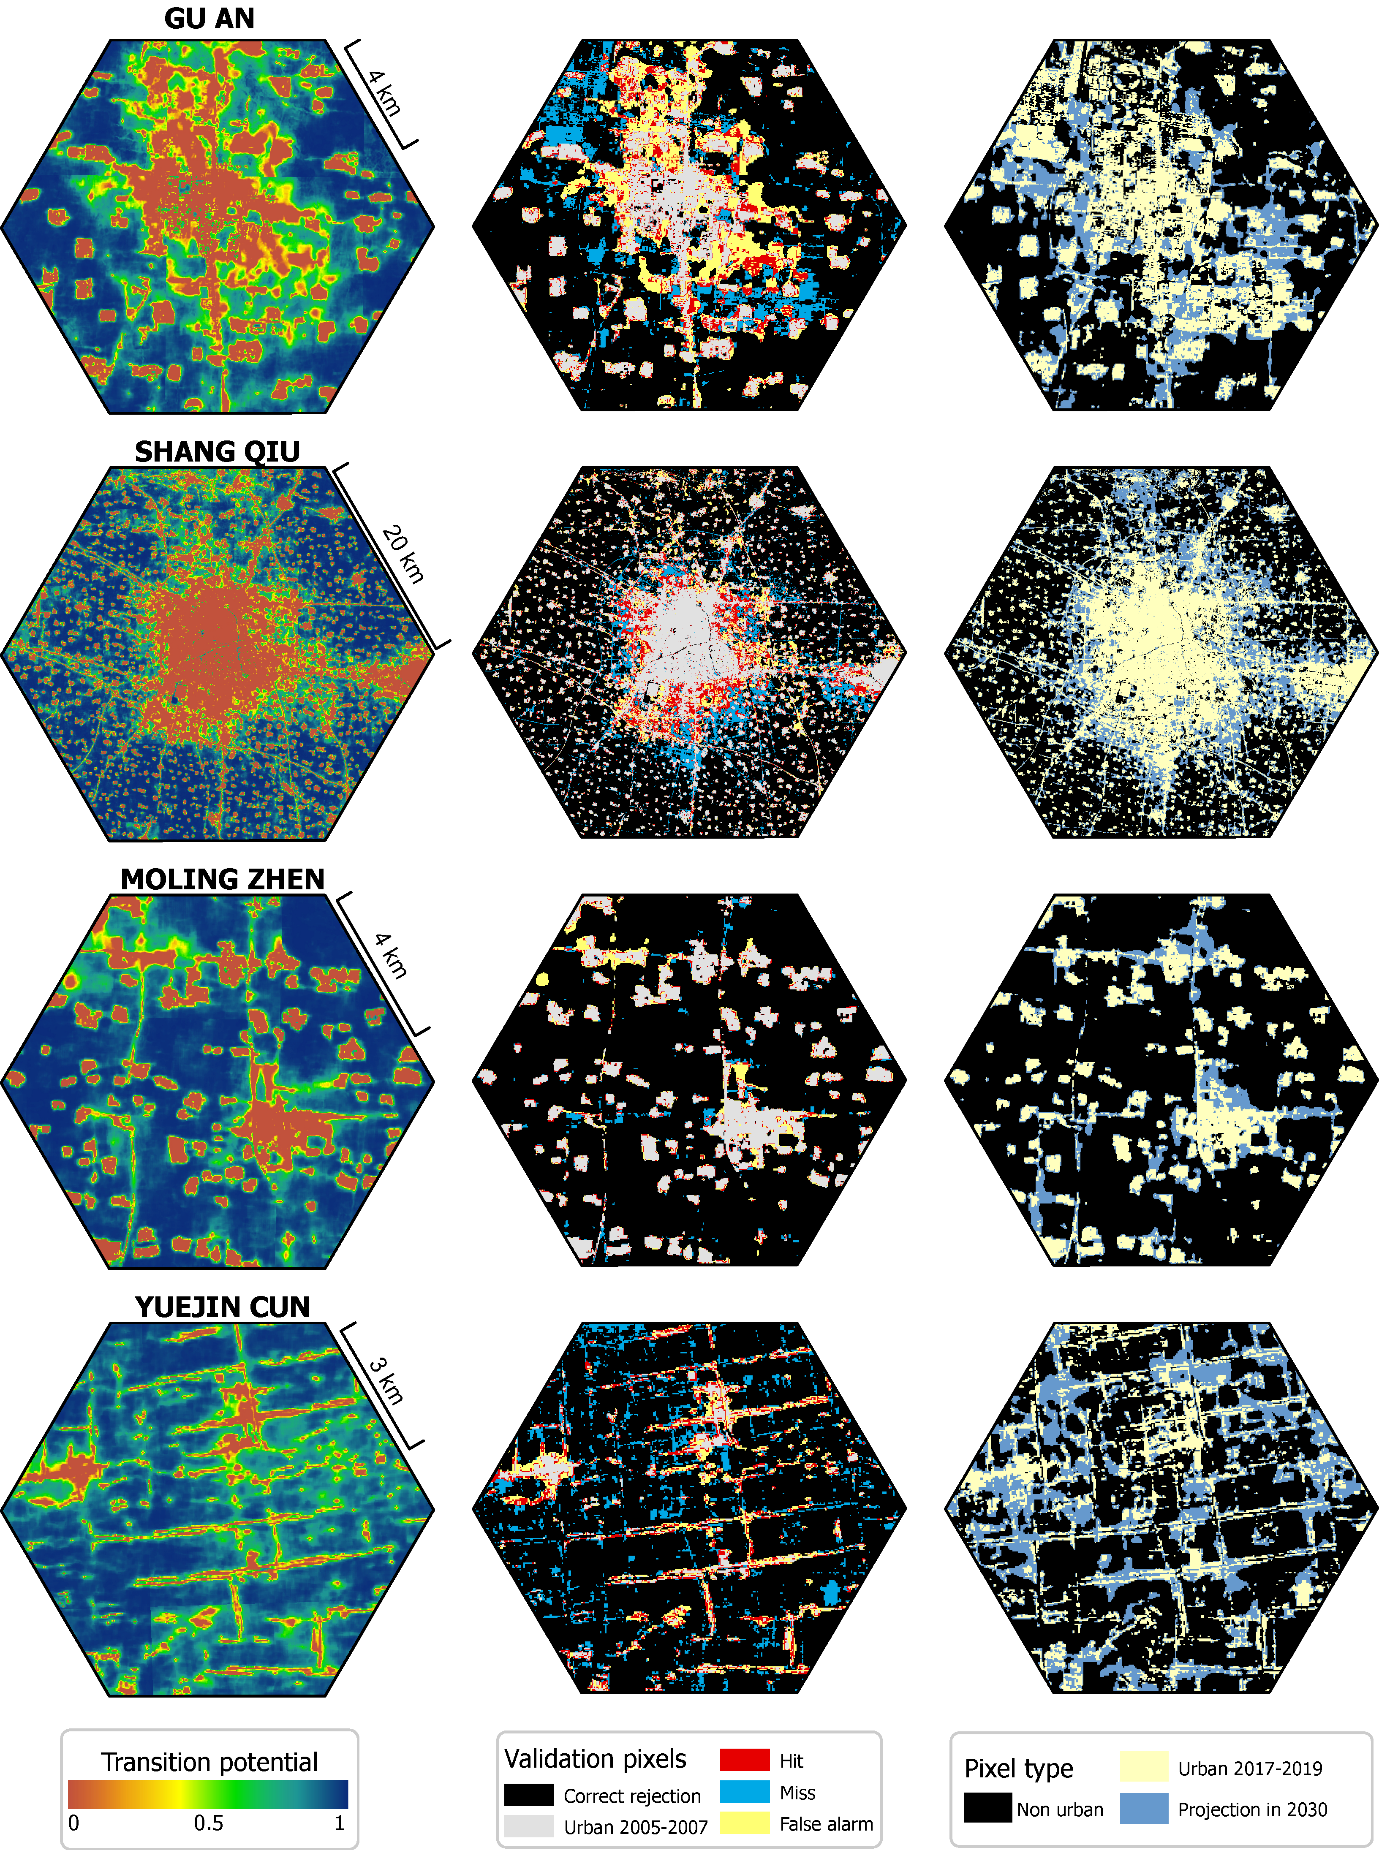 GU AN
4 km
SHANG QIU
20 km
MOLING ZHEN
4 km
YUEJIN CUN
3 km
Transition potential
0 0.5 1
Validation pixels
Correct rejection
Urban 2005-2007
Hit
Miss
False alarm
Pixel type
Non urban
Urban 2017-2019
Projection in 2030